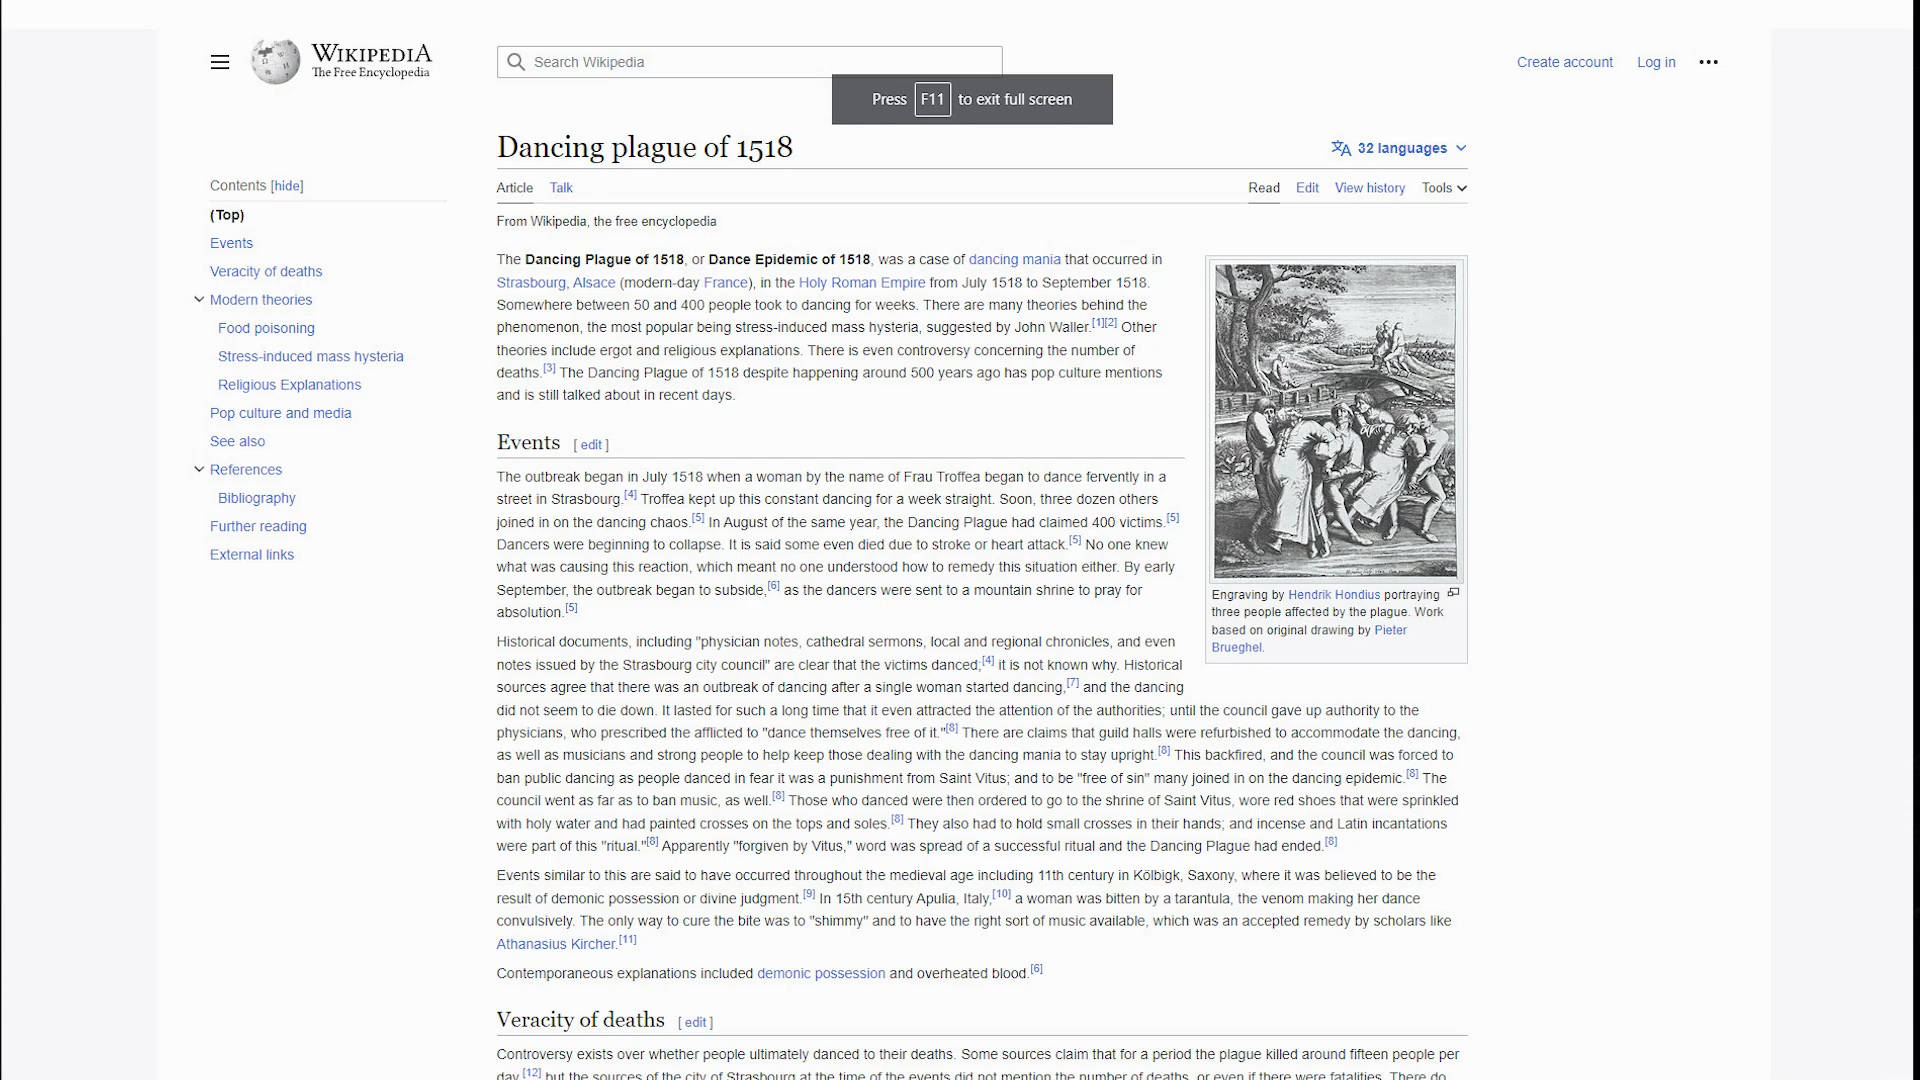 WIKIPEDIA
The Free Encyclopedia
Search Wikipedia
Create account
Log in
Press F11 to exit full screen
Dancing plague of 1518
32 languages
Article Talk
Read Edit View history Tools
From Wikipedia, the free encyclopedia
Contents [hide]
(Top)
Events
Veracity of deaths
Modern theories
Food poisoning
Stress-induced mass hysteria
Religious Explanations
Pop culture and media
See also
References
Bibliography
Further reading
External links
The Dancing Plague of 1518, or Dance Epidemic of 1518, was a case of dancing mania that occurred in
Strasbourg, Alsace (modern-day France), in the Holy Roman Empire from July 1518 to September 1518.
Somewhere between 50 and 400 people took to dancing for weeks. There are many theories behind the
phenomenon, the most popular being stress-induced mass hysteria, suggested by John Waller.[1][2] Other
theories include ergot and religious explanations. There is even controversy concerning the number of
deaths.[3] The Dancing Plague of 1518 despite happening around 500 years ago has pop culture mentions
and is still talked about in recent days.
Engraving by Hendrik Hondius portraying
three people affected by the plague. Work
based on original drawing by Pieter
Brueghel.
Events [ edit ]
The outbreak began in July 1518 when a woman by the name of Frau Troffea began to dance fervently in a
street in Strasbourg.[4] Troffea kept up this constant dancing for a week straight. Soon, three dozen others
joined in on the dancing chaos.[5] In August of the same year, the Dancing Plague had claimed 400 victims.[5]
Dancers were beginning to collapse. It is said some even died due to stroke or heart attack.[5] No one knew
what was causing this reaction, which meant no one understood how to remedy this situation either. By early
September, the outbreak began to subside,[6] as the dancers were sent to a mountain shrine to pray for
absolution.[5]
Historical documents, including "physician notes, cathedral sermons, local and regional chronicles, and even
notes issued by the Strasbourg city council" are clear that the victims danced;[4] it is not known why. Historical
sources agree that there was an outbreak of dancing after a single woman started dancing,[7] and the dancing
did not seem to die down. It lasted for such a long time that it even attracted the attention of the authorities; until the council gave up authority to the
physicians, who prescribed the afflicted to "dance themselves free of it."[8] There are claims that guild halls were refurbished to accommodate the dancing,
as well as musicians and strong people to help keep those dealing with the dancing mania to stay upright.[8] This backfired, and the council was forced to
ban public dancing as people danced in fear it was a punishment from Saint Vitus; and to be "free of sin" many joined in on the dancing epidemic.[8] The
council went as far as to ban music, as well.[8] Those who danced were then ordered to go to the shrine of Saint Vitus, wore red shoes that were sprinkled
with holy water and had painted crosses on the tops and soles.[8] They also had to hold small crosses in their hands; and incense and Latin incantations
were part of this "ritual."[8] Apparently "forgiven by Vitus," word was spread of a successful ritual and the Dancing Plague had ended.[8]
Events similar to this are said to have occurred throughout the medieval age including 11th century in Kölbigk, Saxony, where it was believed to be the
result of demonic possession or divine judgment.[9] In 15th century Apulia, Italy,[10] a woman was bitten by a tarantula, the venom making her dance
convulsively. The only way to cure the bite was to "shimmy" and to have the right sort of music available, which was an accepted remedy by scholars like
Athanasius Kircher.[11]
Contemporaneous explanations included demonic possession and overheated blood.[6]
Veracity of deaths [ edit ]
Controversy exists over whether people ultimately danced to their deaths. Some sources claim that for a period the plague killed around fifteen people per
day,[12] but the sources of the city of Strasbourg at the time of the events did not mention the number of deaths, or even if there were fatalities. There do